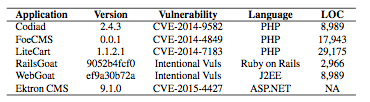 Application Version Vulnerability Language LOC
Codiad 2.4.3 CVE-2014-9582 PHP 8,989
FoeCMS 0.0.1 CVE-2014-4849 PHP 17,943
LiteCart 1.1.2.1 CVE-2014-7183 PHP 29,175
RailsGoat 9052b4fcf0 Intentional Vuls Ruby on Rails 2,966
WebGoat ef9a30b72a Intentional Vuls J2EE 8,989
Ektron CMS 9.1.0 CVE-2015-4427 ASP.NET NA